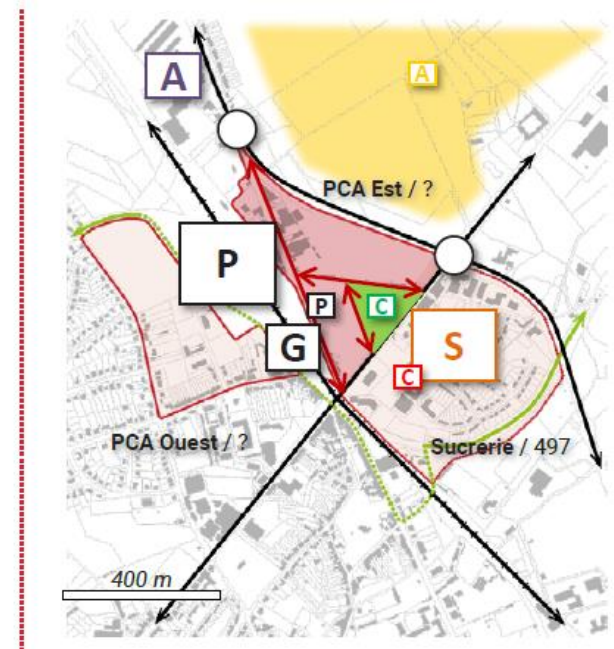 A
A
PCA Est / ?
P
P
C
G
S
C
PCA Ouest / ?
Sucrerie / 497
400 m